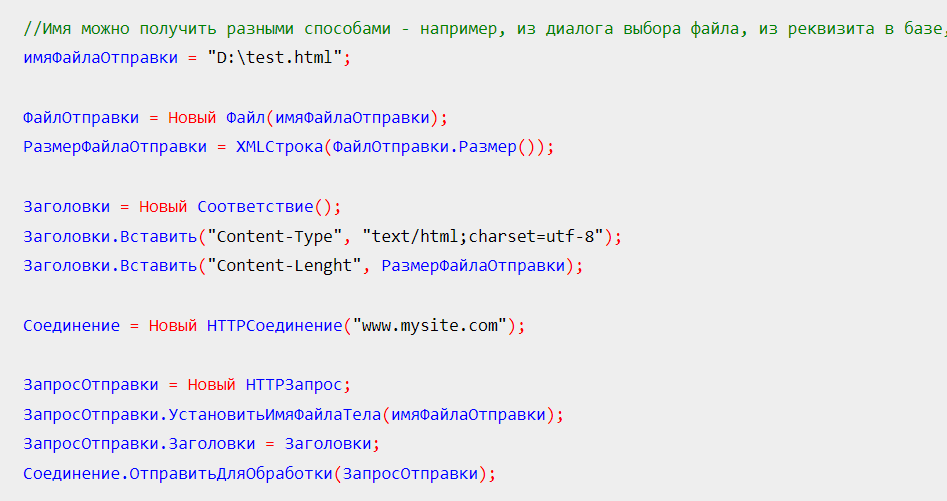 //Имя можно получить разными способами - например, из диалога выбора файла, из реквизита в базе,
имяФайлаОтправки = "D:\test.html";
ФайлОтправки = Новый Файл(имяФайлаОтправки);
РазмерФайлаОтправки = XMLСтрока(ФайлОтправки.Размер());
Заголовки = Новый Соответствие();
Заголовки.Вставить("Content-Type", "text/html;charset=utf-8");
Заголовки.Вставить("Content-Lenght", РазмерФайлаОтправки);
Соединение = Новый HTTPСоединение("www.mysite.com");
ЗапросОтправки = Новый HTTPЗапрос;
ЗапросОтправки.УстановитьИмяФайлаТела(имяФайлаОтправки);
ЗапросОтправки.Заголовки = Заголовки;
Соединение.ОтправитьДляОбработки(ЗапросОтправки);